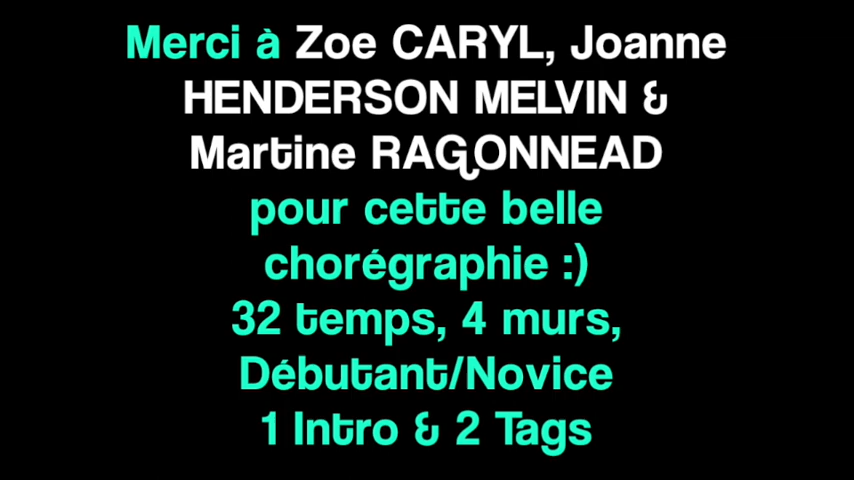 Merci à Zoe CARYL, Joanne
HENDERSON MELVIN &
Martine RAGONNEAD
pour cette belle
chorégraphie :)
32 temps, 4 murs,
Débutant/Novice
1 Intro & 2 Tags